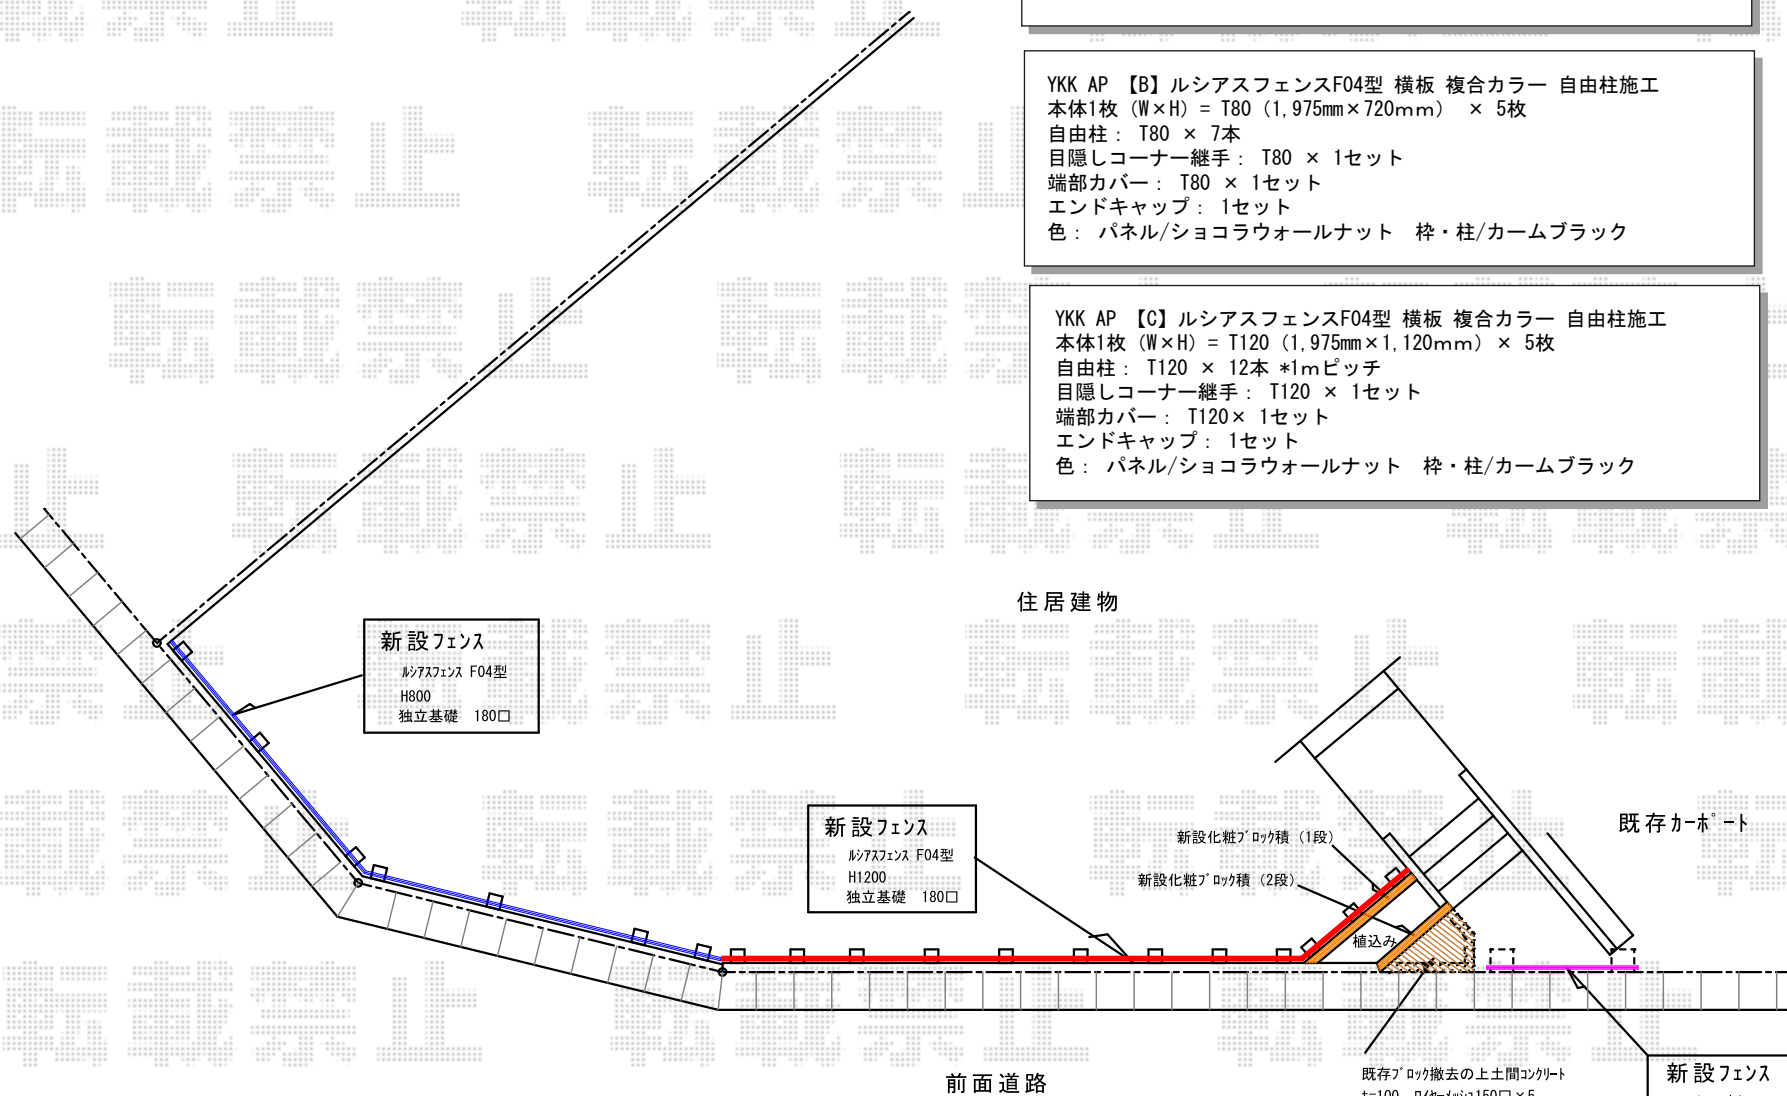 YKK AP 【B】ルシアスフェンスF04型 横板 複合カラー 自由柱施工
本体1枚（W×H）= T80（1,975mm×720mm） × 5枚
自由柱： T80 × 7本
目隠しコーナー継手： T80 × 1セット
端部カバー： T80 × 1セット
エンドキャップ： 1セット
色： パネル/ショコラウォールナット 枠・柱/カームブラック
YKK AP 【C】ルシアスフェンスF04型 横板 複合カラー 自由柱施工
本体1枚（W×H）= T120（1,975mm×1,120mm）× 5枚
自由柱： T120 × 12本 *1mピッチ
目隠しコーナー継手： T120 × 1セット
端部カバー： T120× 1セット
エンドキャップ： 1セット
色： パネル/ショコラウォールナット 枠・柱/カームブラック
住居建物
新設フェンス
ルシアスフェンス F04型
H800
独立基礎 180□
新設フェンス
ルシアスフェンス F04型
H1200
独立基礎 180□
新設化粧ブロック積（1段）
新設化粧ブロック積（2段）
植込み
既存カーポート
前面道路
既存ブロック撤去の上土間コンクリート
t=100 ワイヤーメッシュ150□×5
新設フェンス
転載禁止